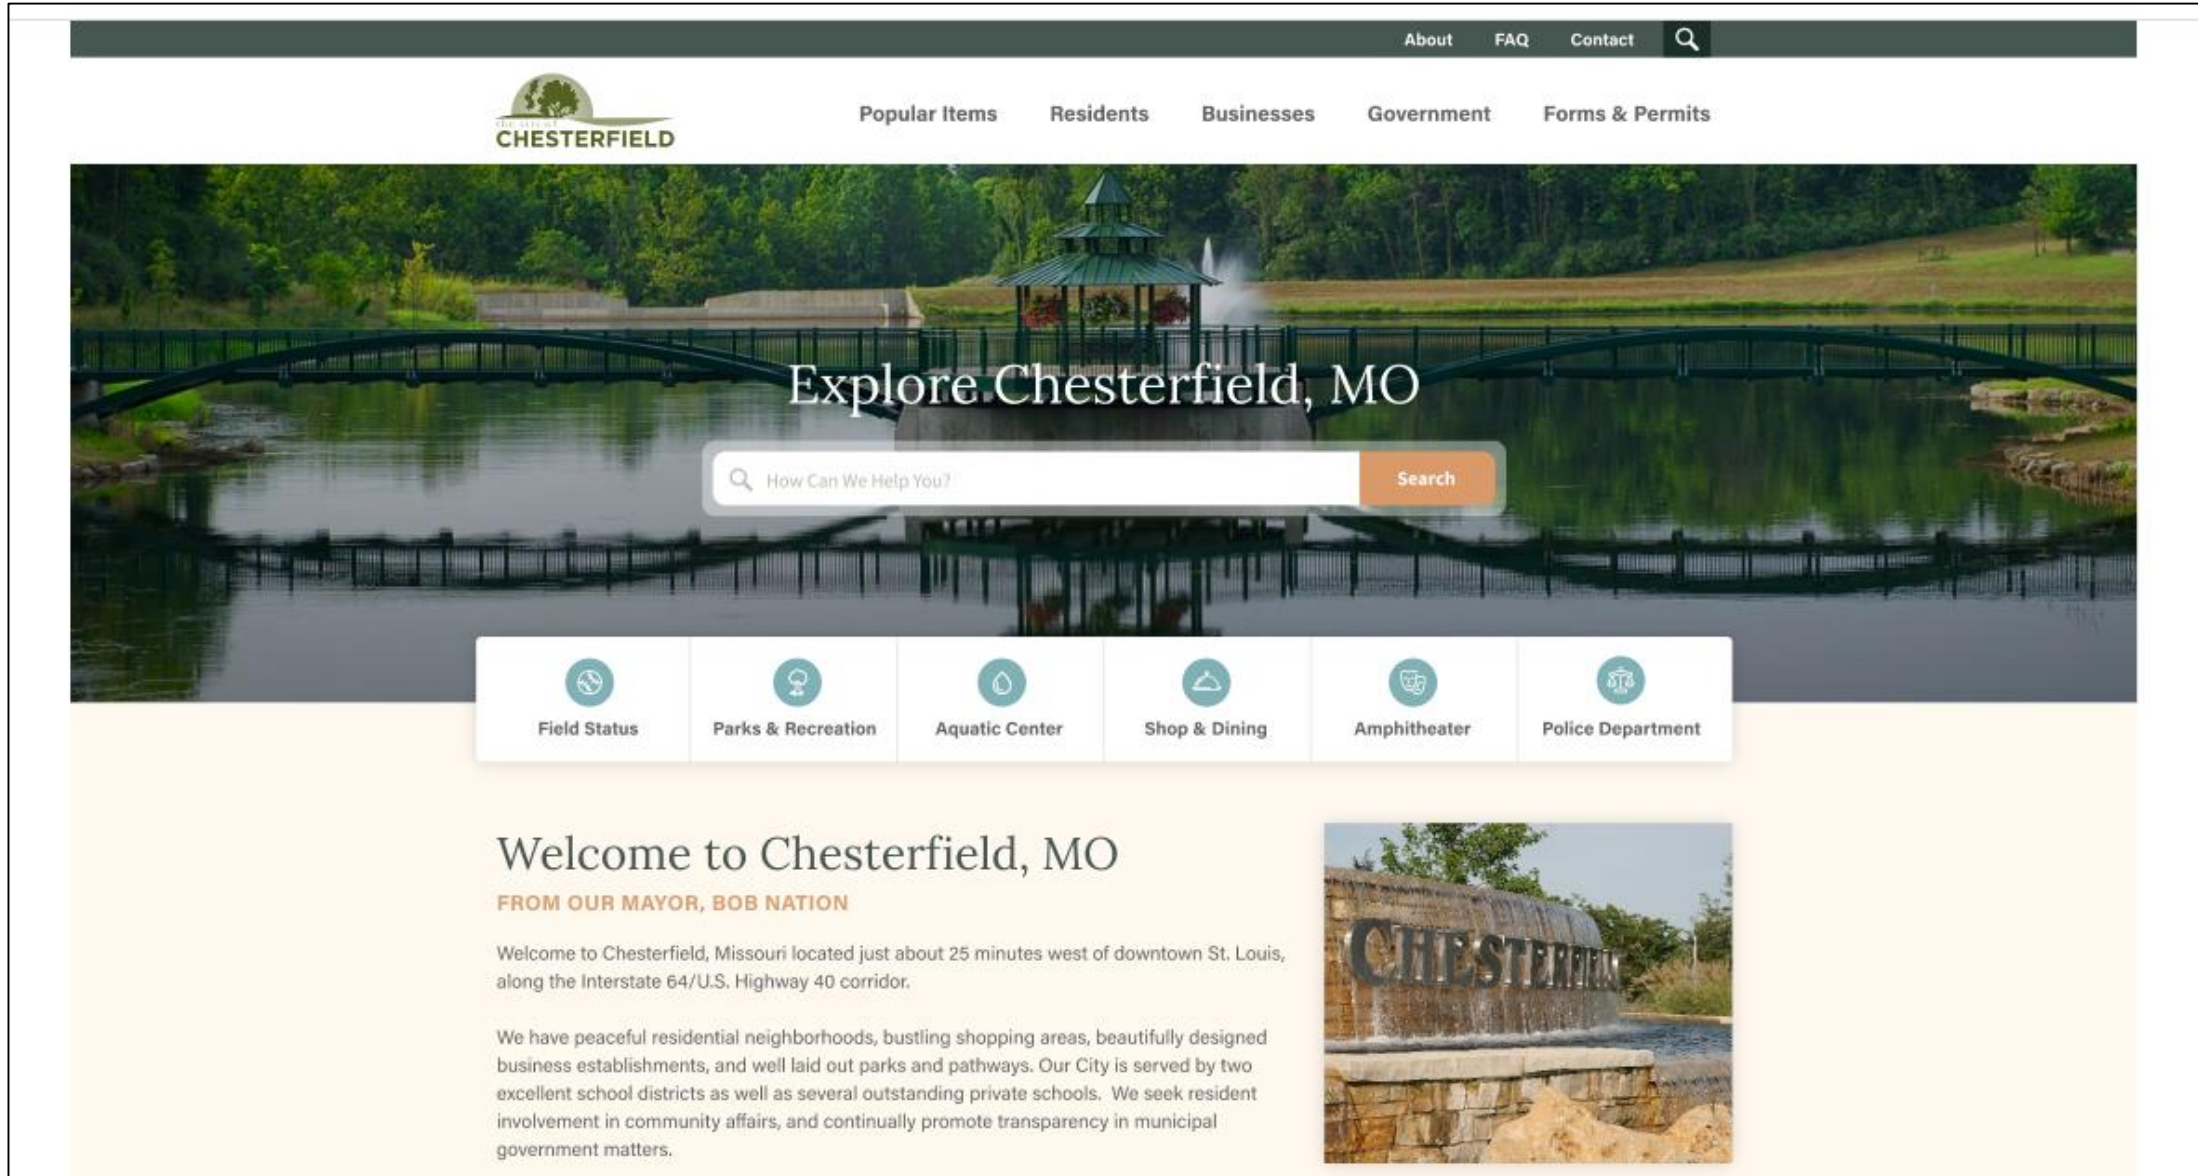 About FAQ Contact
the city of
CHESTERFIELD
Popular Items Residents Businesses Government Forms & Permits
Explore Chesterfield, MO
How Can We Help You?
Search
Field Status
Parks & Recreation
Aquatic Center
Shop & Dining
Amphitheater
Police Department
Welcome to Chesterfield, MO
FROM OUR MAYOR, BOB NATION
Welcome to Chesterfield, Missouri located just about 25 minutes west of downtown St. Louis,
along the Interstate 64/U.S. Highway 40 corridor.
We have peaceful residential neighborhoods, bustling shopping areas, beautifully designed
business establishments, and well laid out parks and pathways. Our City is served by two
excellent school districts as well as several outstanding private schools.  We seek resident
involvement in community affairs, and continually promote transparency in municipal
government matters.
CHESTERFIELD